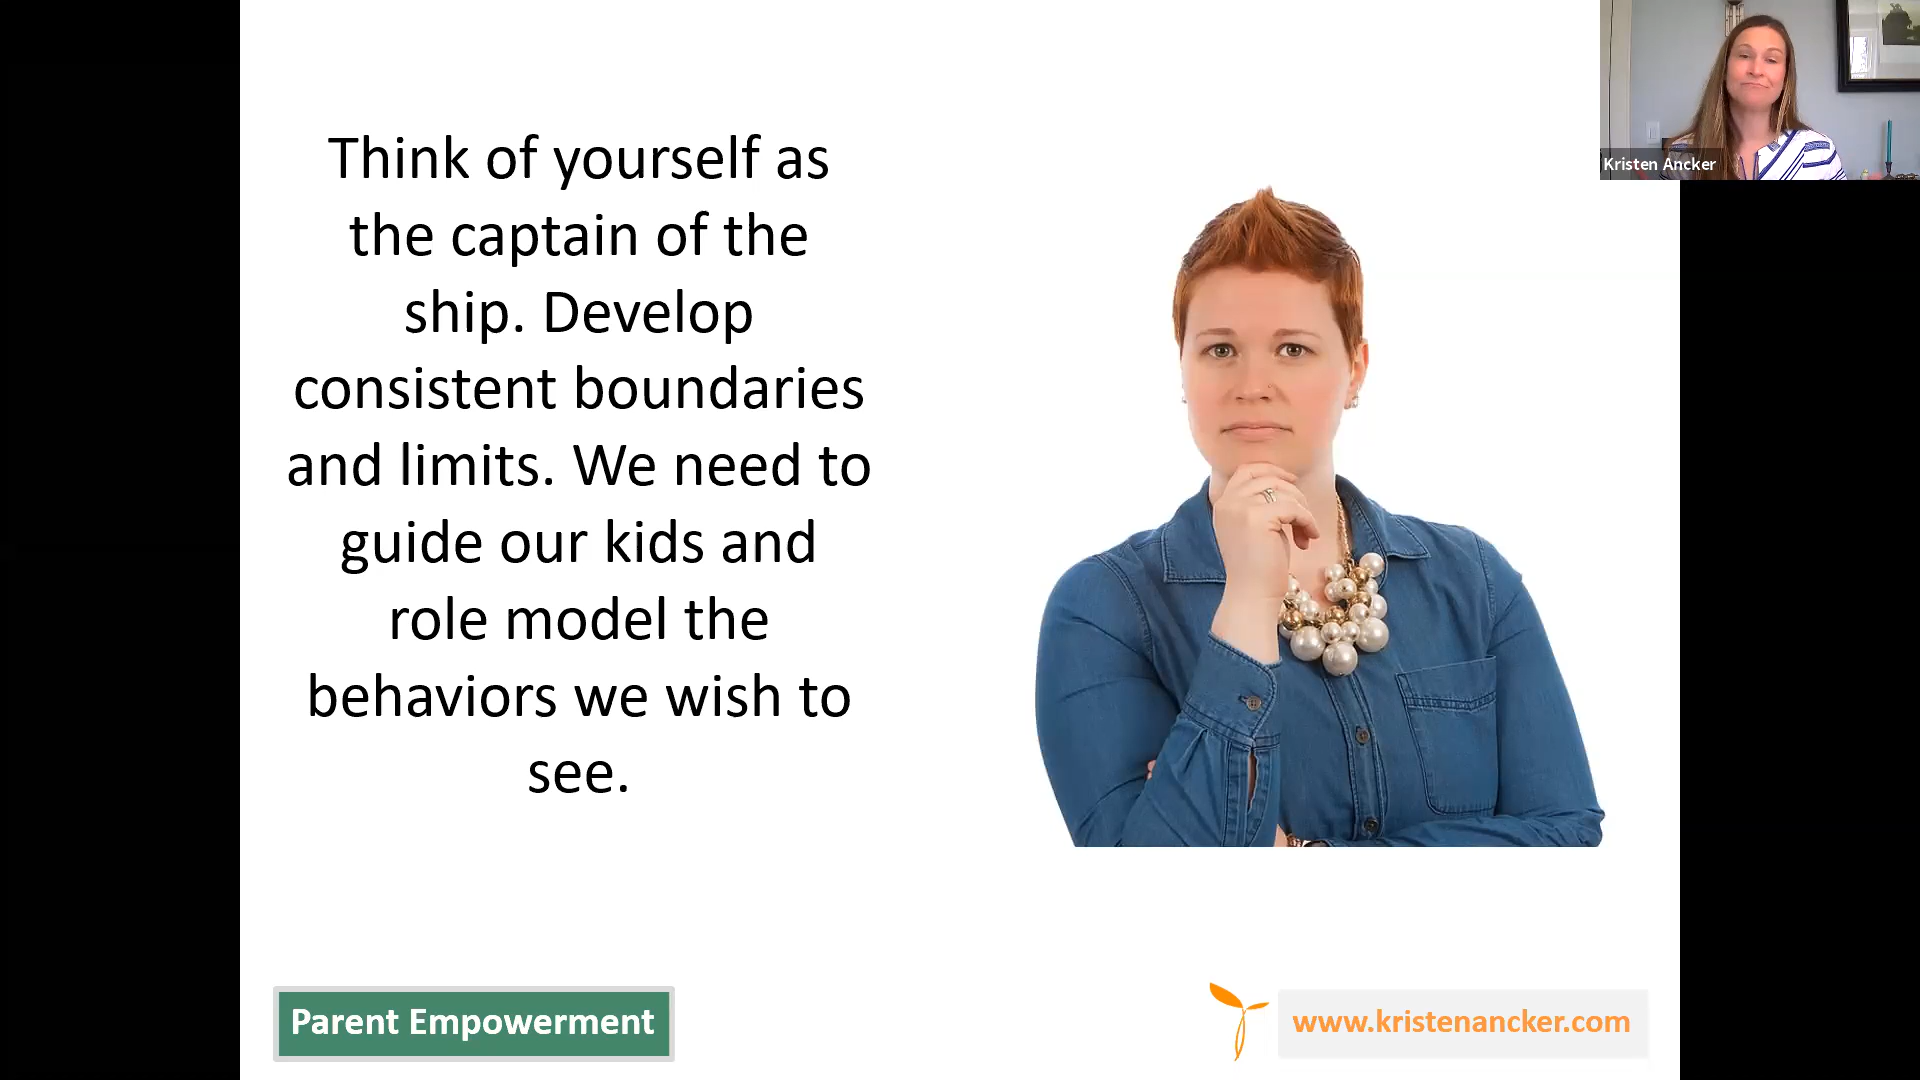 Think of yourself as
the captain of the
ship. Develop
consistent boundaries
and limits. We need to
guide our kids and
role model the
behaviors we wish to
see.
Kristen Ancker
Parent Empowerment
www.kristenancker.com